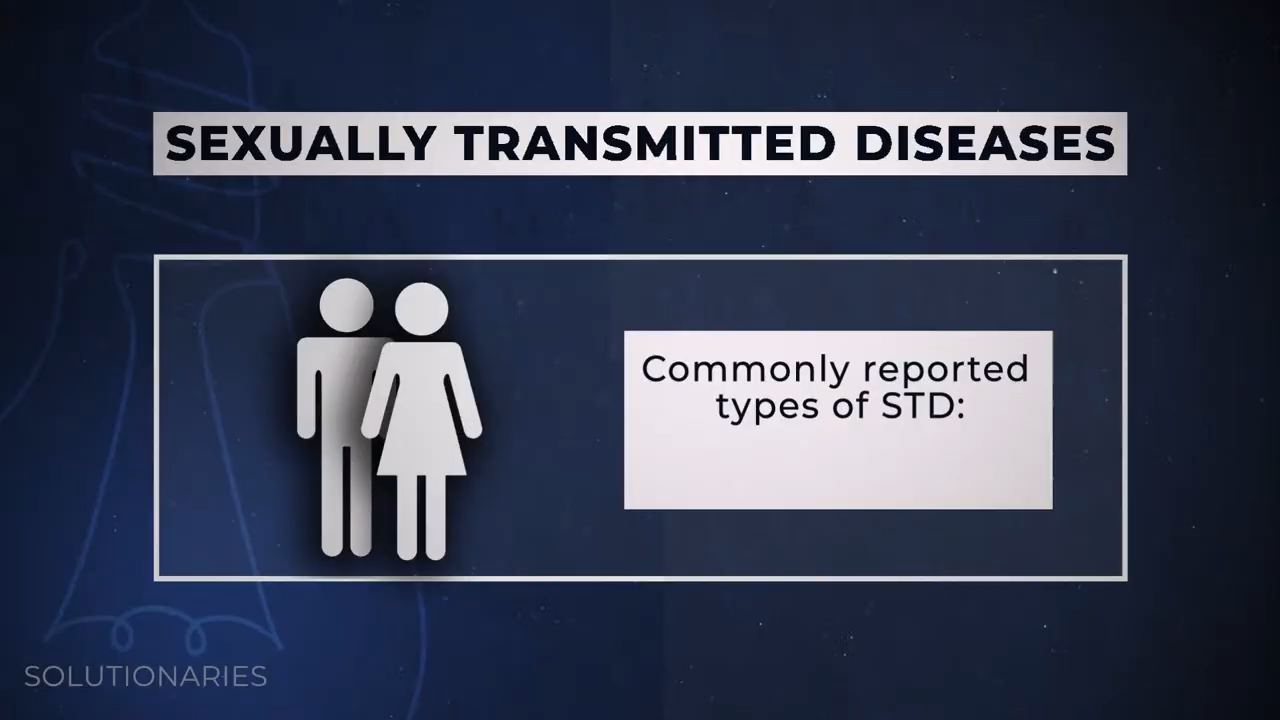 SEXUALLY TRANSMITTED DISEASES
Commonly reported
types of STD:
SOLUTIONARIES